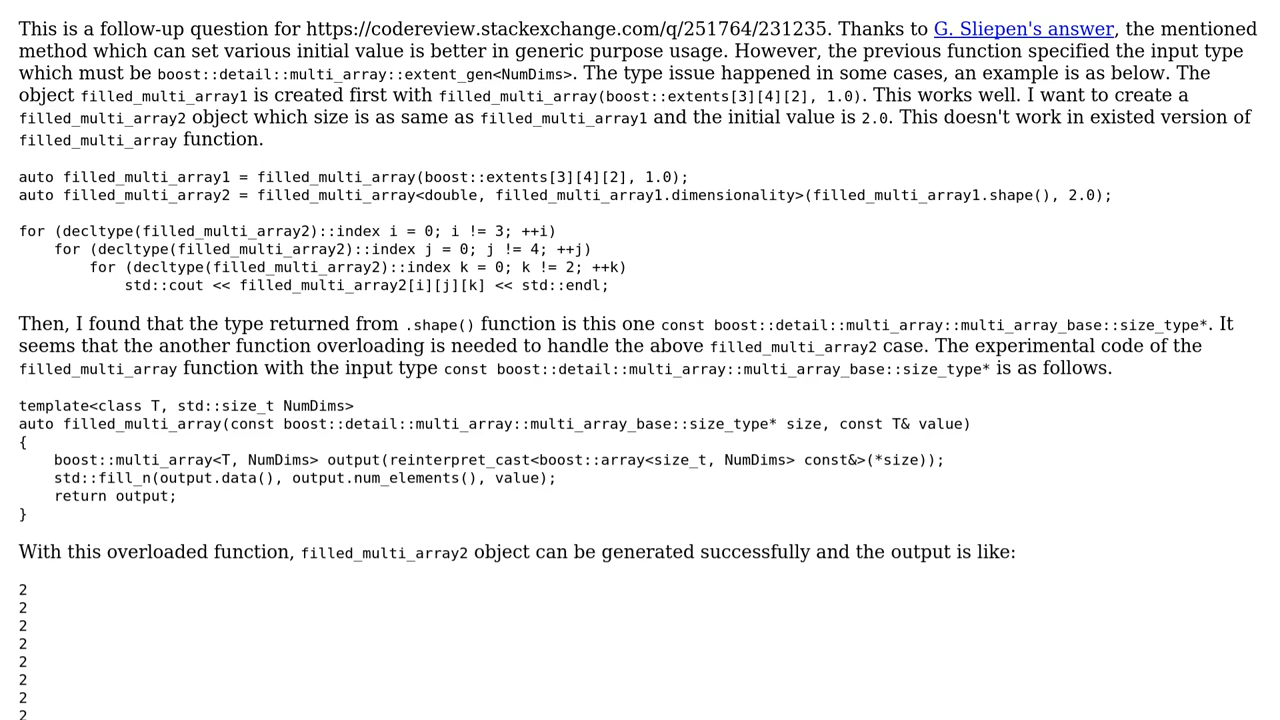 This is a follow-up question for https://codereview.stackexchange.com/q/251764/231235. Thanks to G. Sliepen's answer, the mentioned
method which can set various initial value is better in generic purpose usage. However, the previous function specified the input type
which must be boost::detail::multi_array::extent_gen<NumDims>. The type issue happened in some cases, an example is as below. The
object filled_multi_array1 is created first with filled_multi_array(boost::extents[3][4][2], 1.0). This works well. I want to create a
filled_multi_array2 object which size is as same as filled_multi_array1 and the initial value is 2.0. This doesn't work in existed version of
filled_multi_array function.
auto filled_multi_array1 = filled_multi_array(boost::extents[3][4][2], 1.0);
auto filled_multi_array2 = filled_multi_array<double, filled_multi_array1.dimensionality>(filled_multi_array1.shape(), 2.0);
for (decltype(filled_multi_array2)::index i = 0; i != 3; ++i)
    for (decltype(filled_multi_array2)::index j = 0; j != 4; ++j)
        for (decltype(filled_multi_array2)::index k = 0; k != 2; ++k)
            std::cout << filled_multi_array2[i][j][k] << std::endl;
Then, I found that the type returned from .shape() function is this one const boost::detail::multi_array::multi_array_base::size_type*. It
seems that the another function overloading is needed to handle the above filled_multi_array2 case. The experimental code of the
filled_multi_array function with the input type const boost::detail::multi_array::multi_array_base::size_type* is as follows.
template<class T, std::size_t NumDims>
auto filled_multi_array(const boost::detail::multi_array::multi_array_base::size_type* size, const T& value)
{
    boost::multi_array<T, NumDims> output(reinterpret_cast<boost::array<size_t, NumDims> const&>(*size));
    std::fill_n(output.data(), output.num_elements(), value);
    return output;
}
With this overloaded function, filled_multi_array2 object can be generated successfully and the output is like:
2
2
2
2
2
2
2
2